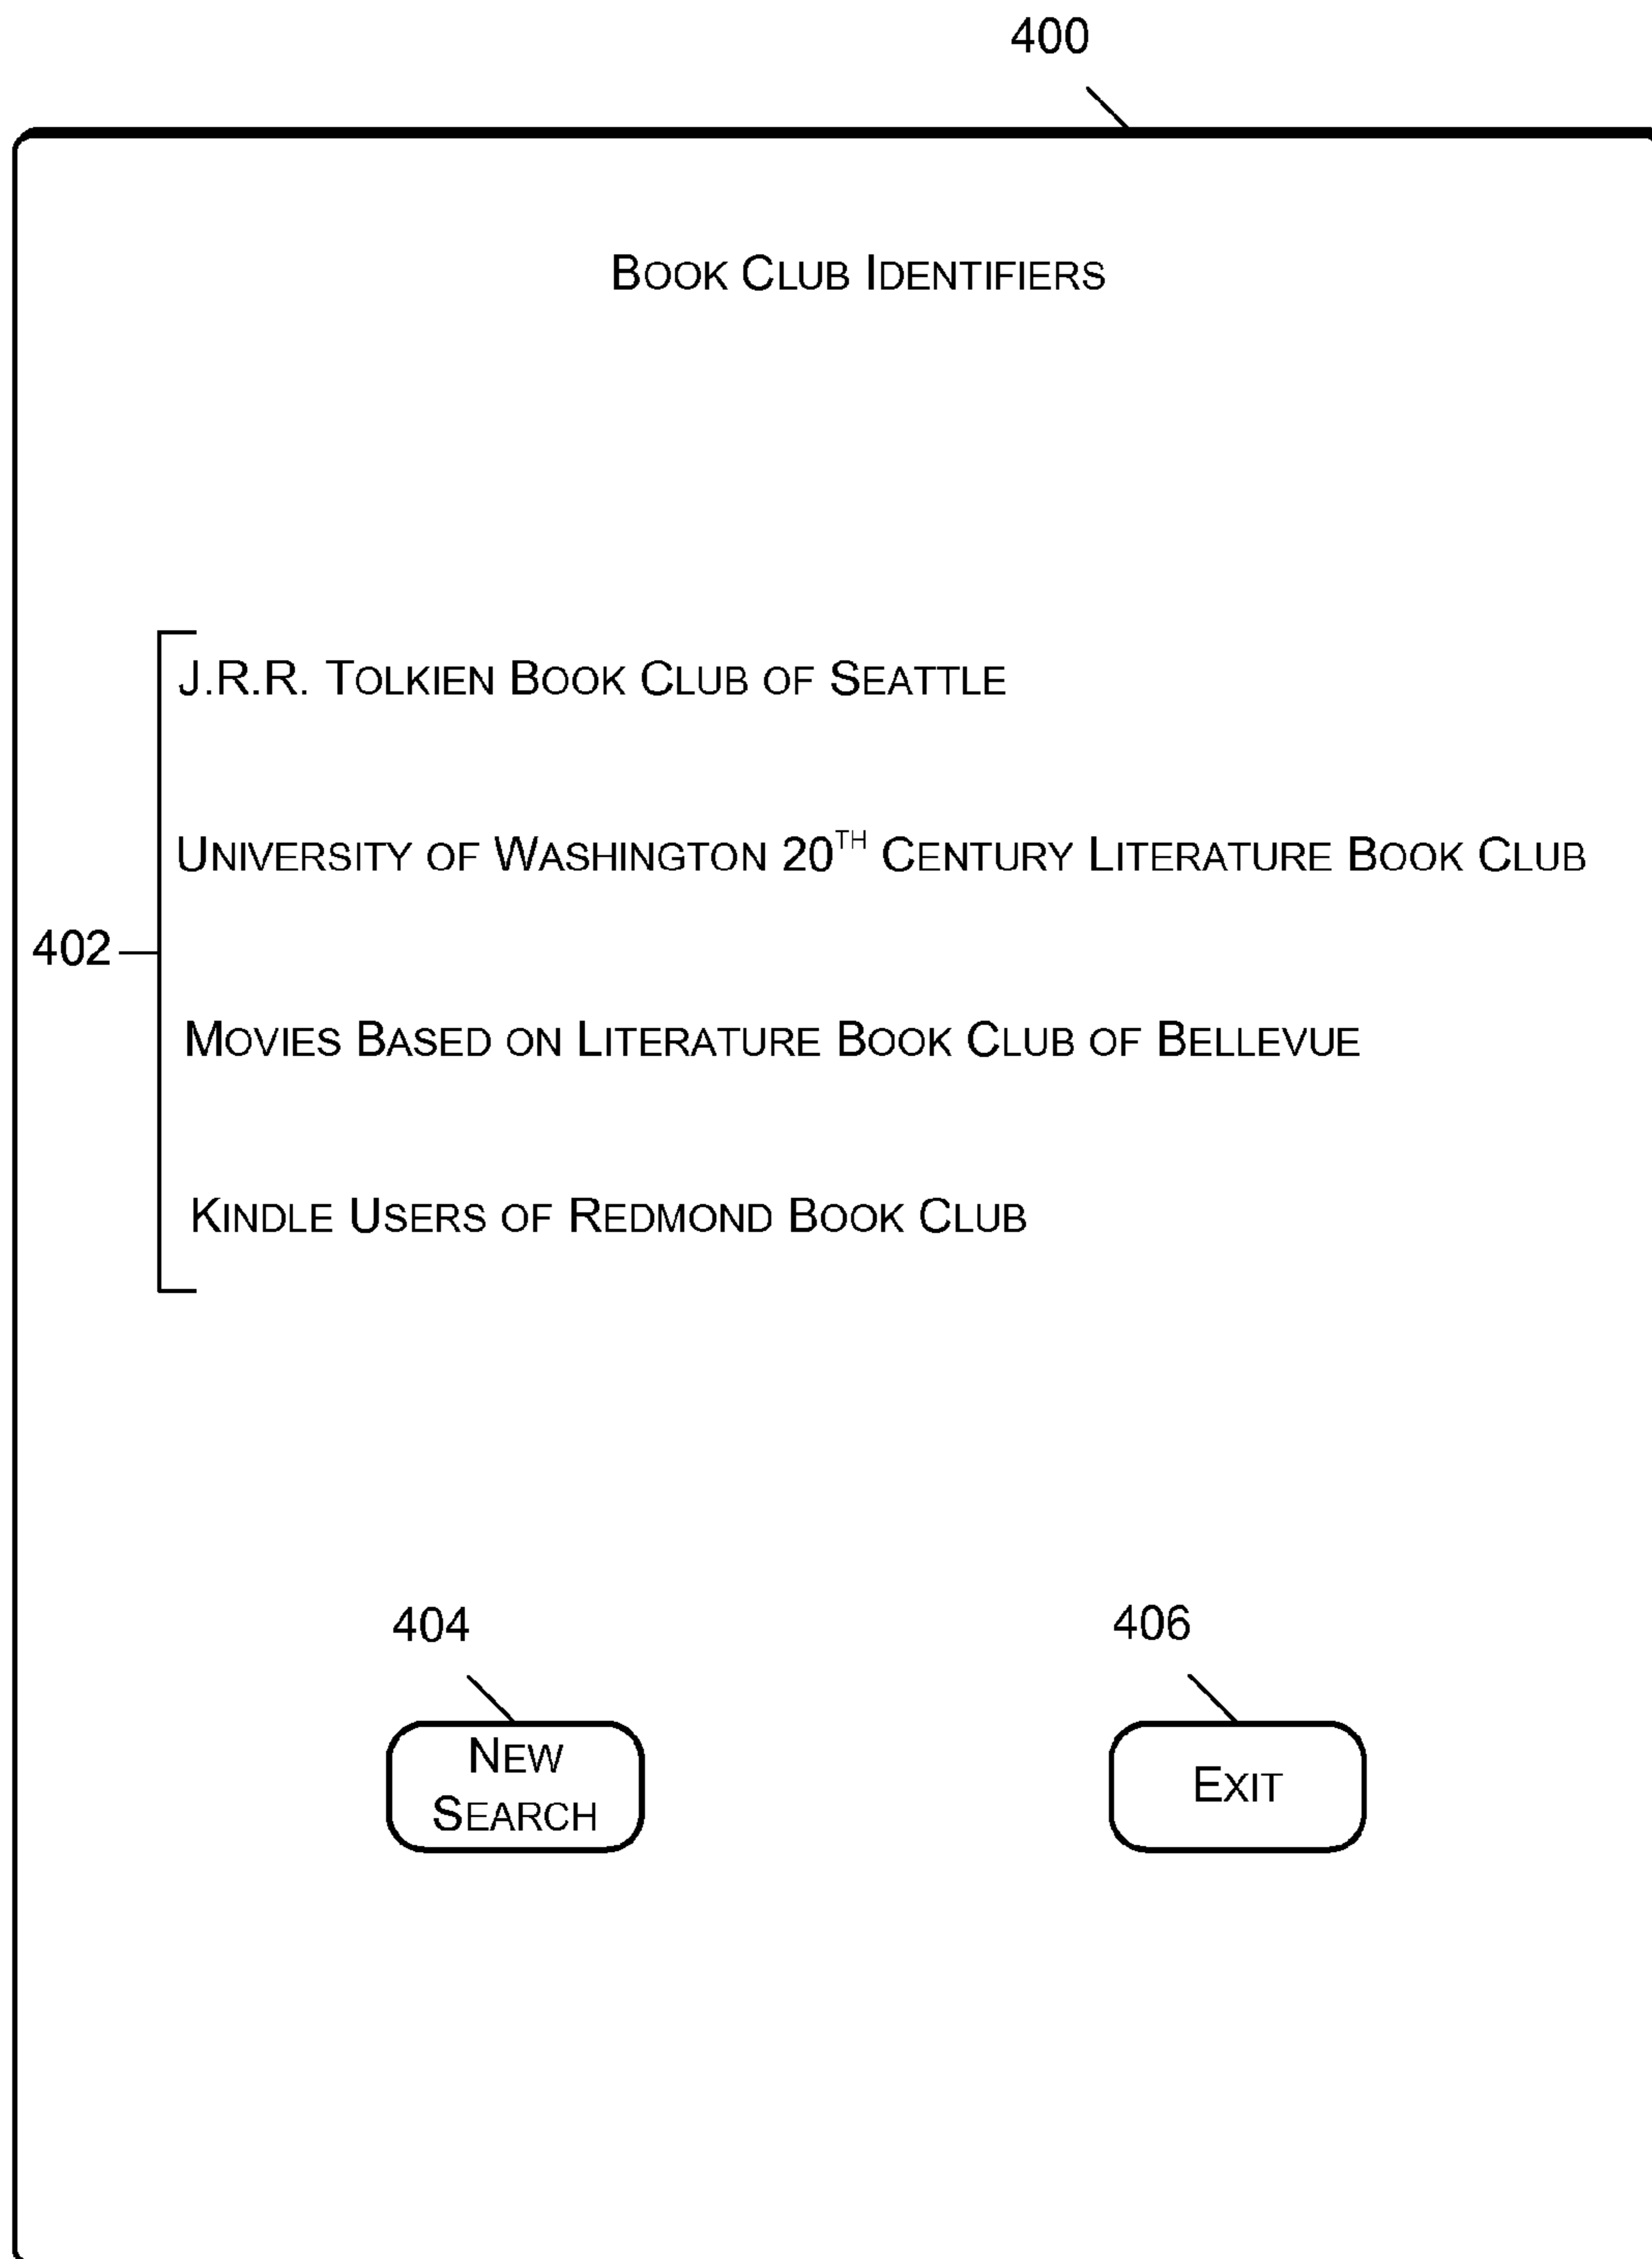 400
Book Club Identifiers
J.R.R. Tolkien Book Club of Seattle
University of Washington 20TH Century Literature Book Club
402
Movies Based on Literature Book Club of Bellevue
Kindle Users of Redmond Book Club
404
406
New
Search
Exit